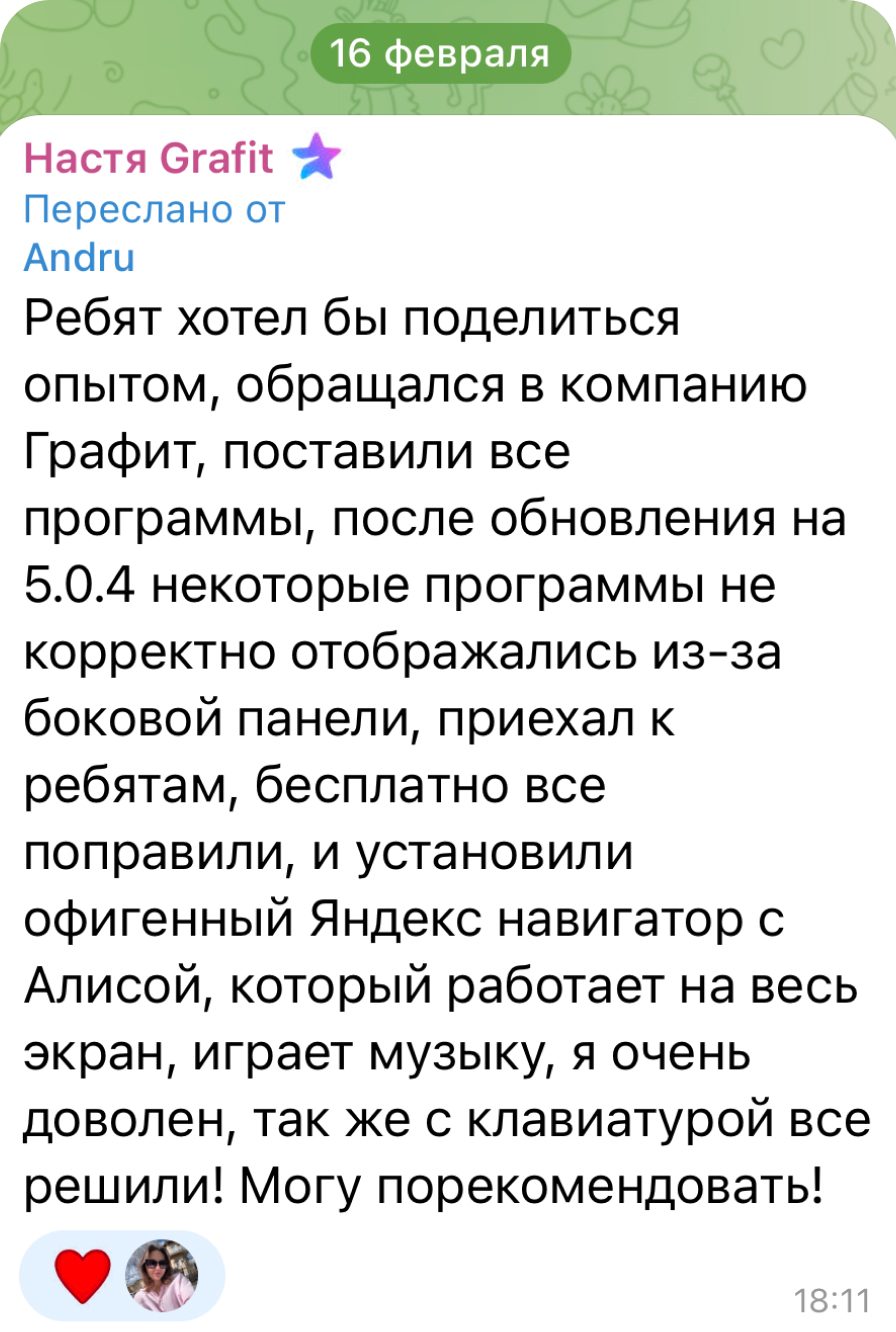 16 февраля
Настя Grafit
Переслано от
Andru
Ребят хотел бы поделиться
опытом, обращался в компанию
Графит, поставили все
программы, после обновления на
5.0.4 некоторые программы не
корректно отображались из-за
боковой панели, приехал к
ребятам, бесплатно все
поправили, и установили
офигенный Яндекс навигатор с
Алисой, который работает на весь
экран, играет музыку, я очень
доволен, так же с клавиатурой все
решили! Могу порекомендовать!
18:11